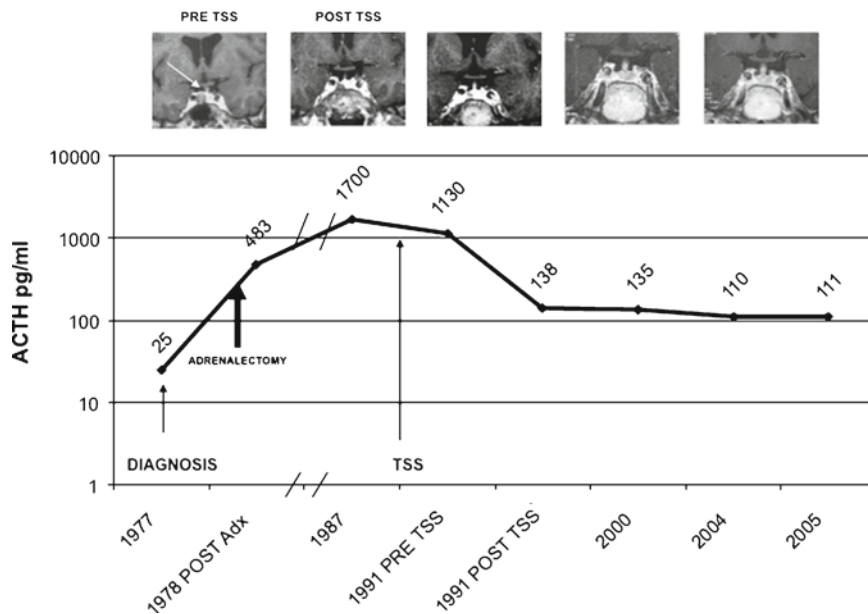 PRE TSS POST TSS
10000
1000
100
10
1
ACTH pg/ml
25
483
1700
1130
138
135
110
111
ADRENALECTOMY
DIAGNOSIS
TSS
1977
1978 POST Adx
1987
1991 PRE TSS
1991 POST TSS
2000
2004
2005